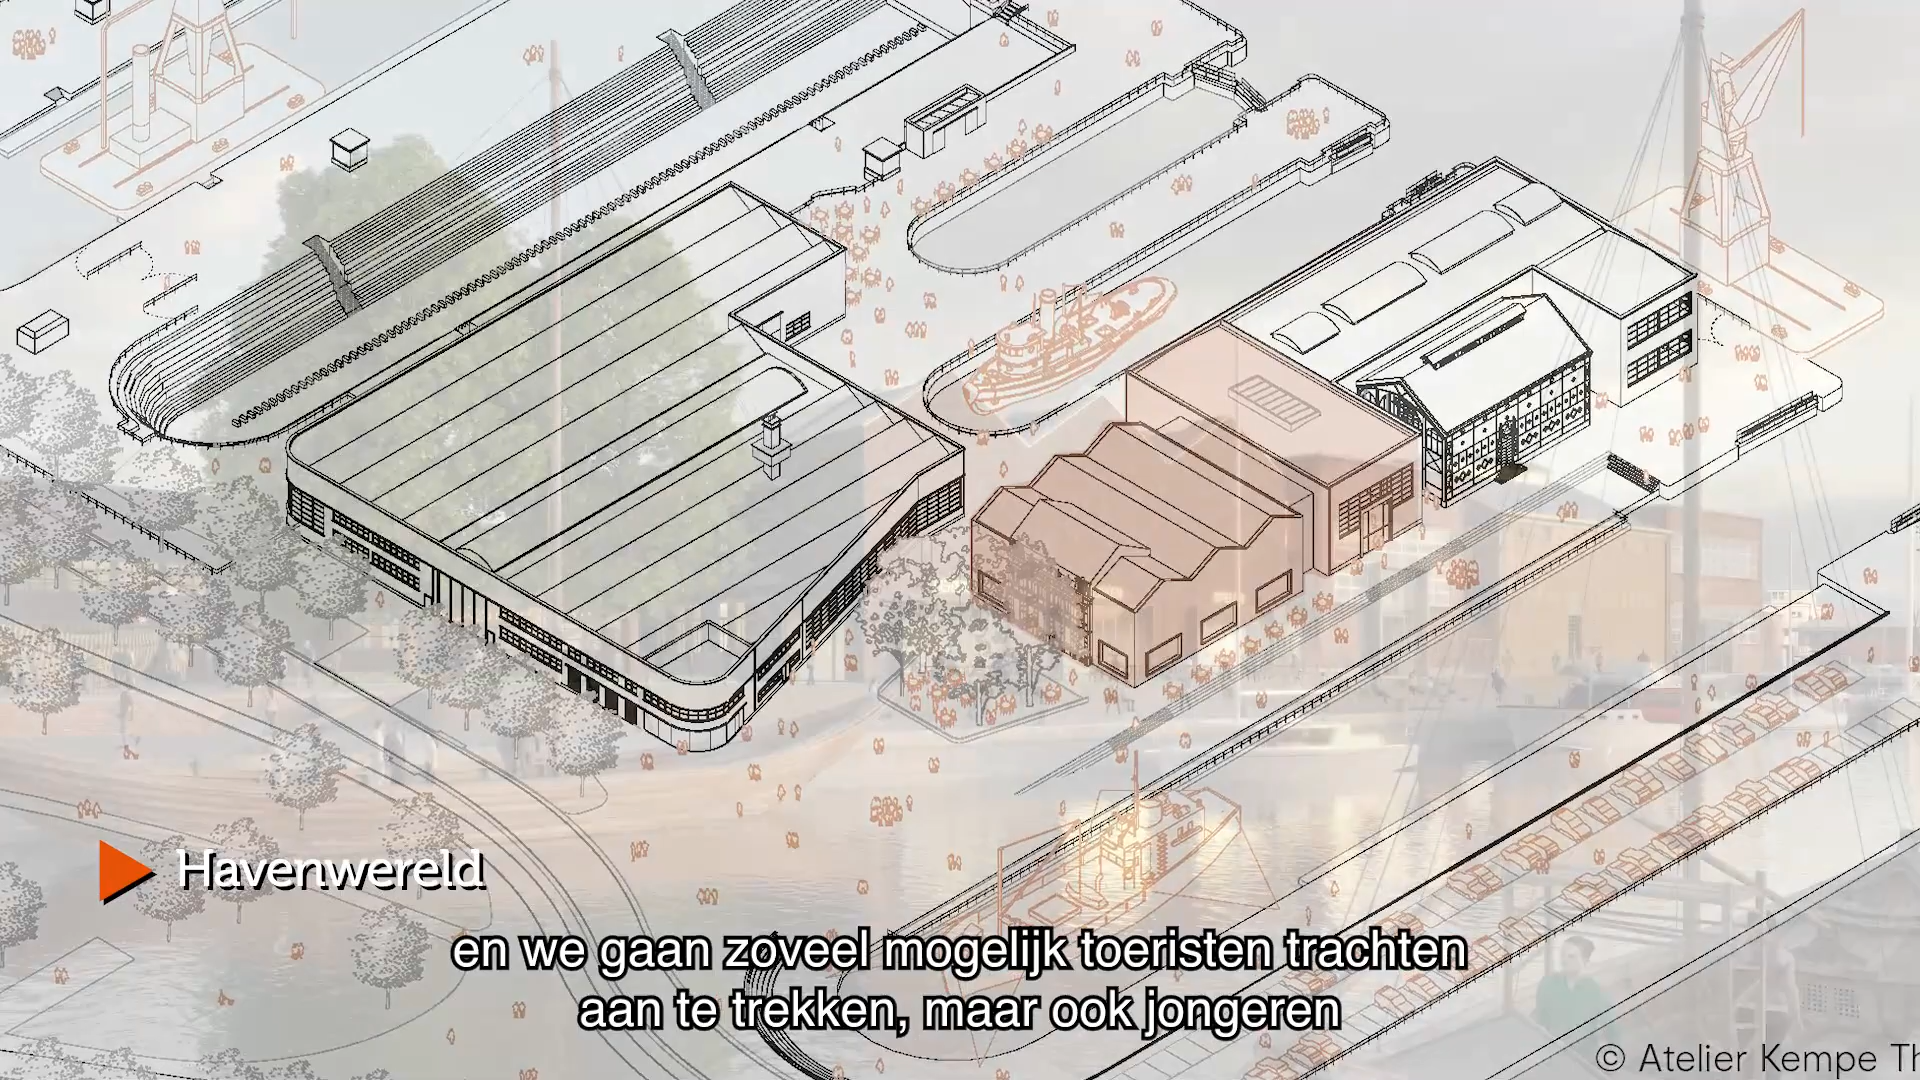 Havenwereld
en we gaan zoveel mogelijk toeristen trachten
aan te trekken, maar ook jongeren
© Atelier Kempe